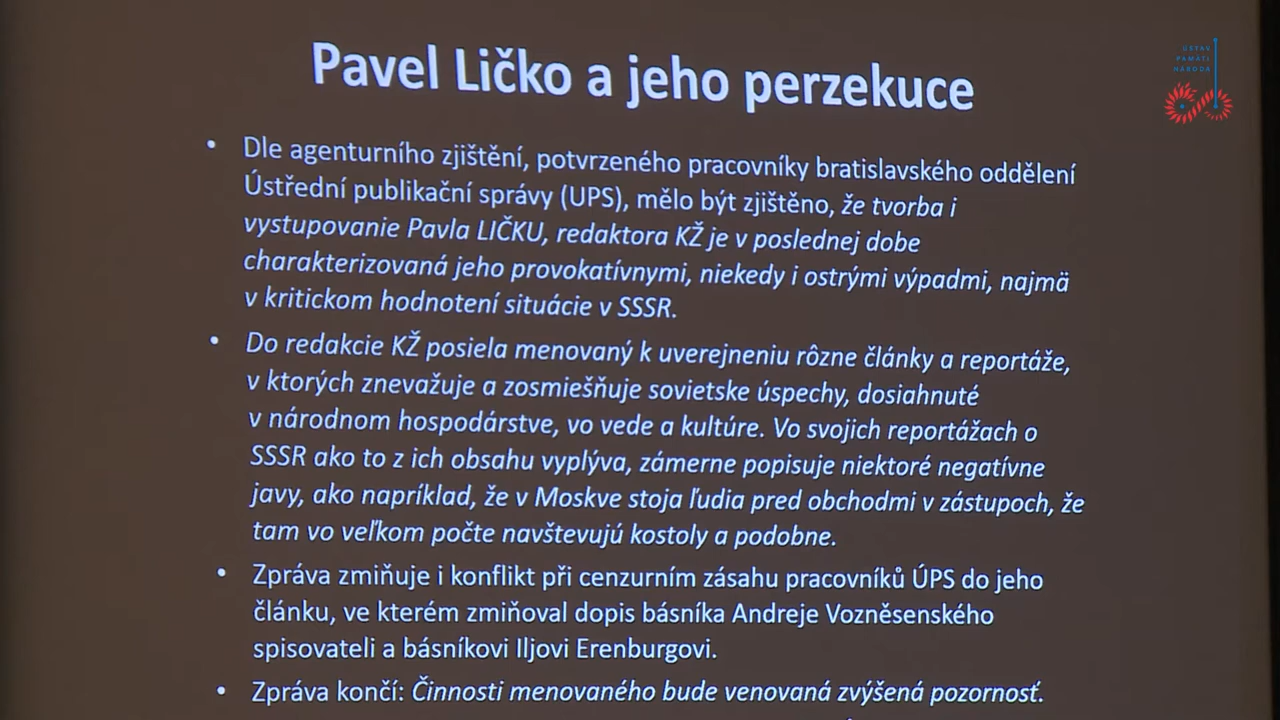 Pavel Ličko a jeho perzekuce
ÚSTAV
PAMÄTI
NÁRODA
• Dle agenturního zjištění, potvrzeného pracovníky bratislavského oddělení
Ústřední publikační správy (UPS), mělo být zjištěno, že tvorba i
vystupovanie Pavla LIČKU, redaktora KŽ je v poslednej dobe
charakterizovaná jeho provokatívnymi, niekedy i ostrými výpadmi, najmä
v kritickom hodnotení situácie v SSSR.
• Do redakcie KŽ posiela menovaný k uverejneniu rôzne články a reportáže,
v ktorých znevažuje a zosmiešňuje sovietske úspechy, dosiahnuté
v národnom hospodárstve, vo vede a kultúre. Vo svojich reportážach o
SSSR ako to z ich obsahu vyplýva, zámerne popisuje niektoré negatívne
javy, ako napríklad, že v Moskve stoja ľudia pred obchodmi v zástupoch, že
tam vo veľkom počte navštevujú kostoly a podobne.
• Zpráva zmiňuje i konflikt při cenzurním zásahu pracovníků ÚPS do jeho
článku, ve kterém zmiňoval dopis básníka Andreje Vozněsenského
spisovateli a básníkovi Iljovi Erenburgovi.
• Zpráva končí: Činnosti menovaného bude venovaná zvýšená pozornosť.